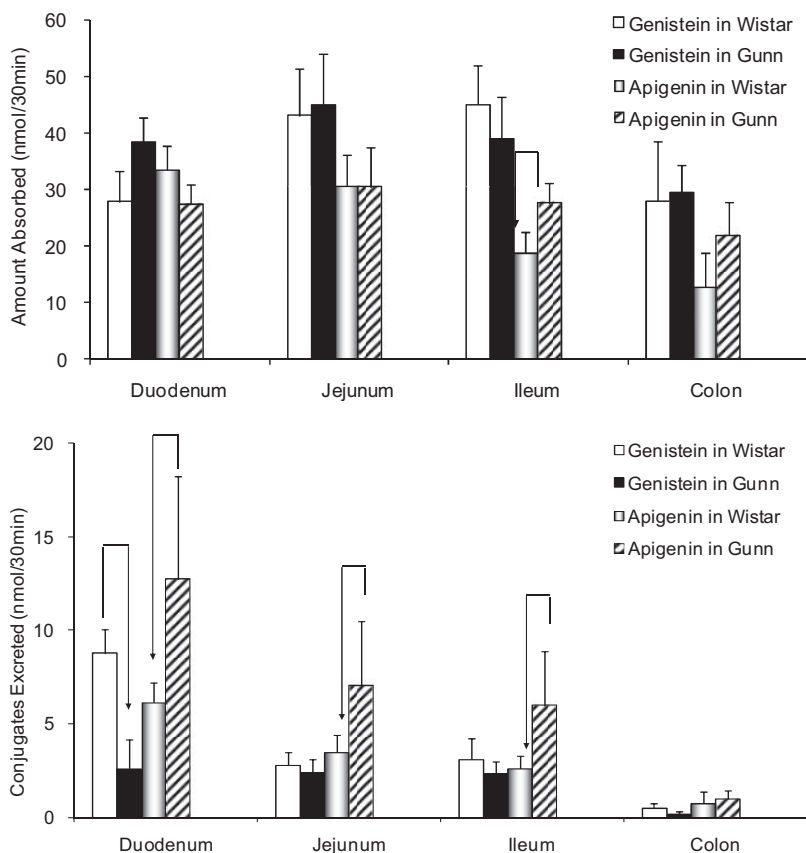 Amount Absorbed (nmol/30min)
60
50
40
30
20
10
0
Genistein in Wistar
Genistein in Gunn
Apigenin in Wistar
Apigenin in Gunn
Duodenum Jejunum Ileum Colon
Conjugates Excreted (nmol/30min)
20
15
10
5
0
Genistein in Wistar
Genistein in Gunn
Apigenin in Wistar
Apigenin in Gunn
Duodenum Jejunum Ileum Colon